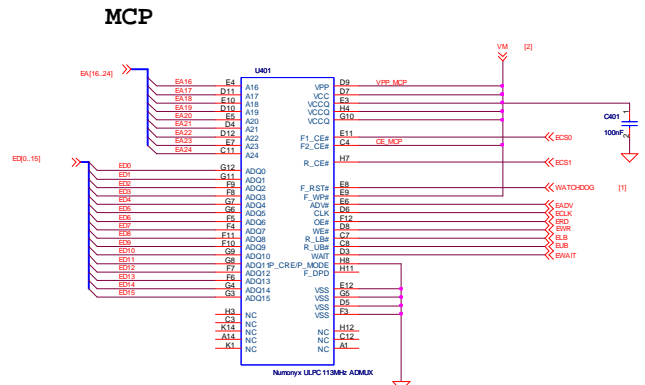 MCP
VM [2]
EA[16..24]
U401
EA16 E4 A16 VPP D9 VPP_MCP
EA17 D11 A17 VCC D7
EA18 E10 A18 VCCQ E3
EA19 D10 A19 VCCQ H4
EA20 E5 A20 VCCQ G10
C401
100nF
EA21 D4 A21
EA22 D12 A22 F1_CE# E11 ECS0
EA23 E7 A23 F2_CE# C4 CE_MCP
EA24 C11 A24
ED[0..15]
R_CE# H7 ECS1
ED0 G12 ADQ0
ED1 G11 ADQ1
ED2 F9 ADQ2 F_RST# E8 WATCHDOG [1]
ED3 F8 ADQ3 F_WP# E9
ED4 G7 ADQ4 ADV# E6 EADV
ED5 G6 ADQ5 CLK D6 ECLK
ED6 F5 ADQ6 OE# F12 ERD
ED7 F4 ADQ7 WE# D8 EWR
ED8 F11 ADQ8 R_LB# C7 ELB
ED9 F10 ADQ9 R_UB# C8 EUB
ED10 G9 ADQ10 WAIT D3 EWAIT
ED11 G8 ADQ11 P_CRE/P_MODE H8
ED12 F7 ADQ12 F_DPD H11
ED13 F6 ADQ13
ED14 G4 ADQ14 VSS E12
ED15 G3 ADQ15 VSS G5
VSS D5
VSS F3
H3 NC
C3 NC
K14 NC NC H12
A14 NC NC C12
K1 NC NC A1
Numonyx ULPC 113MHz ADMUX